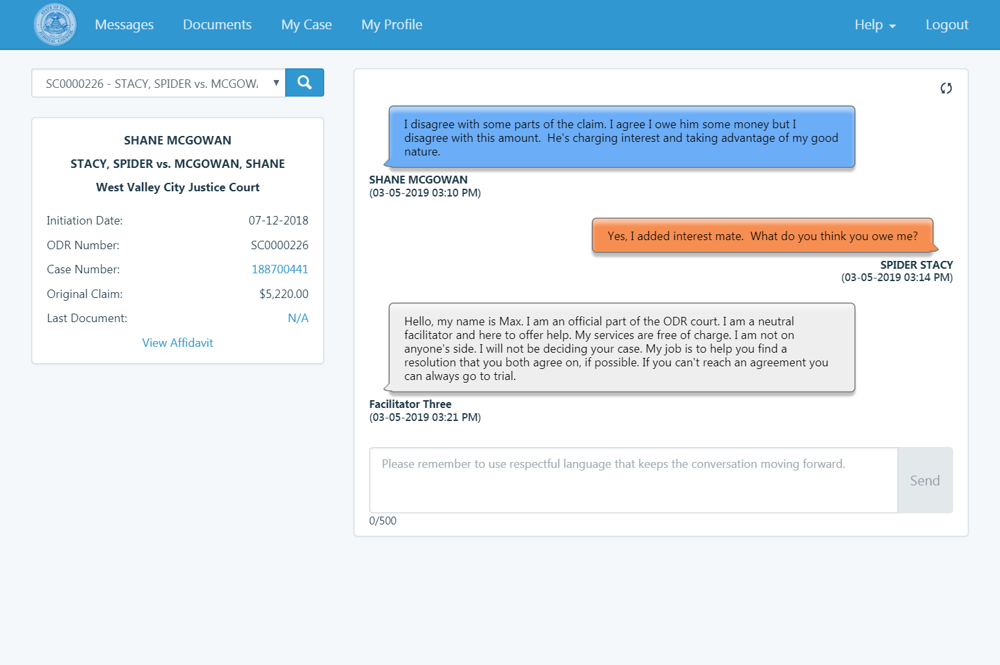 STATE OF UTAH
JUDICIAL COUNCIL
Messages Documents My Case My Profile Help Logout
SC0000226 - STACY, SPIDER vs. MCGOW
SHANE MCGOWAN
STACY, SPIDER vs. MCGOWAN, SHANE
West Valley City Justice Court
Initiation Date: 07-12-2018
ODR Number: SC0000226
Case Number: 188700441
Original Claim: $5,220.00
Last Document: N/A
View Affidavit
I disagree with some parts of the claim. I agree I owe him some money but I
disagree with this amount.  He's charging interest and taking advantage of my good
nature.
SHANE MCGOWAN
(03-05-2019 03:10 PM)
Yes, I added interest mate.  What do you think you owe me?
SPIDER STACY
(03-05-2019 03:14 PM)
Hello, my name is Max. I am an official part of the ODR court. I am a neutral
facilitator and here to offer help. My services are free of charge. I am not on
anyone's side. I will not be deciding your case. My job is to help you find a
resolution that you both agree on, if possible. If you can't reach an agreement you
can always go to trial.
Facilitator Three
(03-05-2019 03:21 PM)
Please remember to use respectful language that keeps the conversation moving forward.
Send
0/500